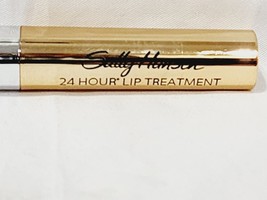 Sally Hansen
24 HOUR* LIP TREATMENT